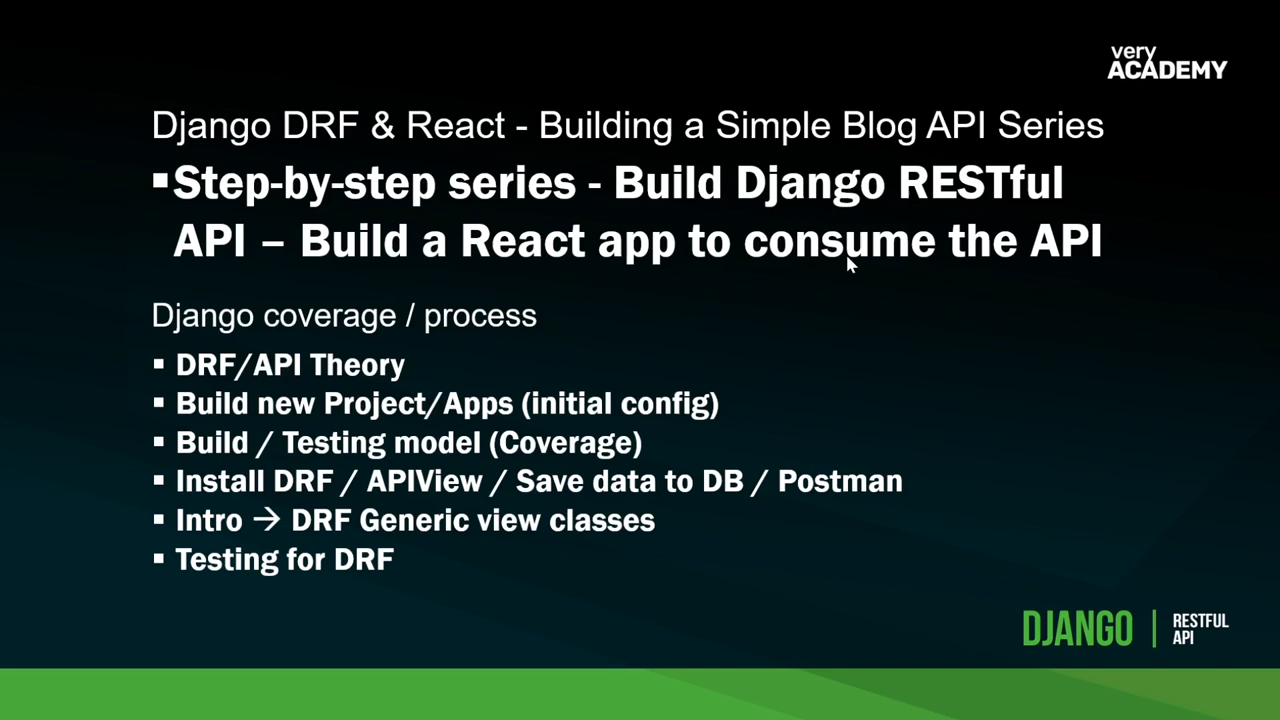 very
ACADEMY
Django DRF & React - Building a Simple Blog API Series
▪Step-by-step series - Build Django RESTful
API – Build a React app to consume the API
Django coverage / process
▪ DRF/API Theory
▪ Build new Project/Apps (initial config)
▪ Build / Testing model (Coverage)
▪ Install DRF / APIView / Save data to DB / Postman
▪ Intro → DRF Generic view classes
▪ Testing for DRF
DJANGO | RESTFUL
API